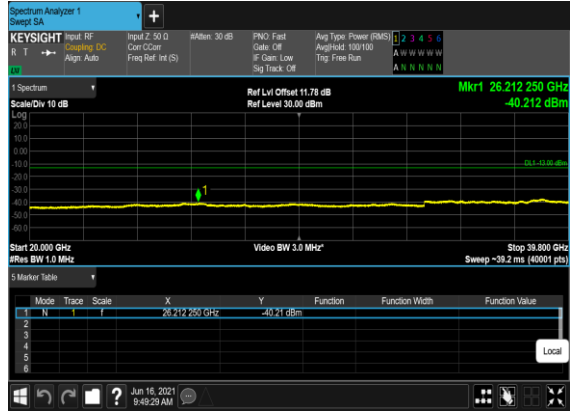 Spectrum Analyzer 1
Swept SA
KEYSIGHT Input: RF Input Z: 50 Ω #Atten: 30 dB PNO: Fast Avg Type: Power (RMS) 1 2 3 4 5 6
R T Coupling: DC Corr CCorr Gate: Off Avg|Hold: 100/100 A W W W W W
Align: Auto Freq Ref: Int (S) IF Gain: Low Trig: Free Run
LVI Sig Track: Off A N N N N N
1 Spectrum Ref Lvl Offset 11.78 dB Mkr1 26.212 250 GHz
Scale/Div 10 dB Ref Level 30.00 dBm -40.212 dBm
Log
20.0
10.0
0.00
-10.0 DL1 -13.00 dBm
-20.0
-30.0 1
-40.0
-50.0
-60.0
Start 20.000 GHz Video BW 3.0 MHz* Stop 39.800 GHz
#Res BW 1.0 MHz Sweep ~39.2 ms (40001 pts)
5 Marker Table
Mode Trace Scale X Y Function Function Width Function Value
1 N 1 f 26.212 250 GHz -40.21 dBm
2
3
4
5
6
Local
Jun 16, 2021
9:49:29 AM